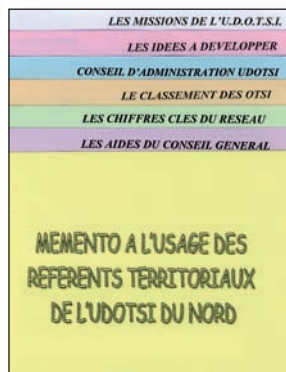 LES MISSIONS DE L'U.D.O.T.S.I.
LES IDEES A DEVELOPPER
CONSEIL D'ADMINISTRATION UDOTSI
LE CLASSEMENT DES OTSI
LES CHIFFRES CLES DU RESEAU
LES AIDES DU CONSEIL GENERAL
MEMENTO A L'USAGE DES
REFERENTS TERRITORIAUX
DE L'UDOTSI DU NORD